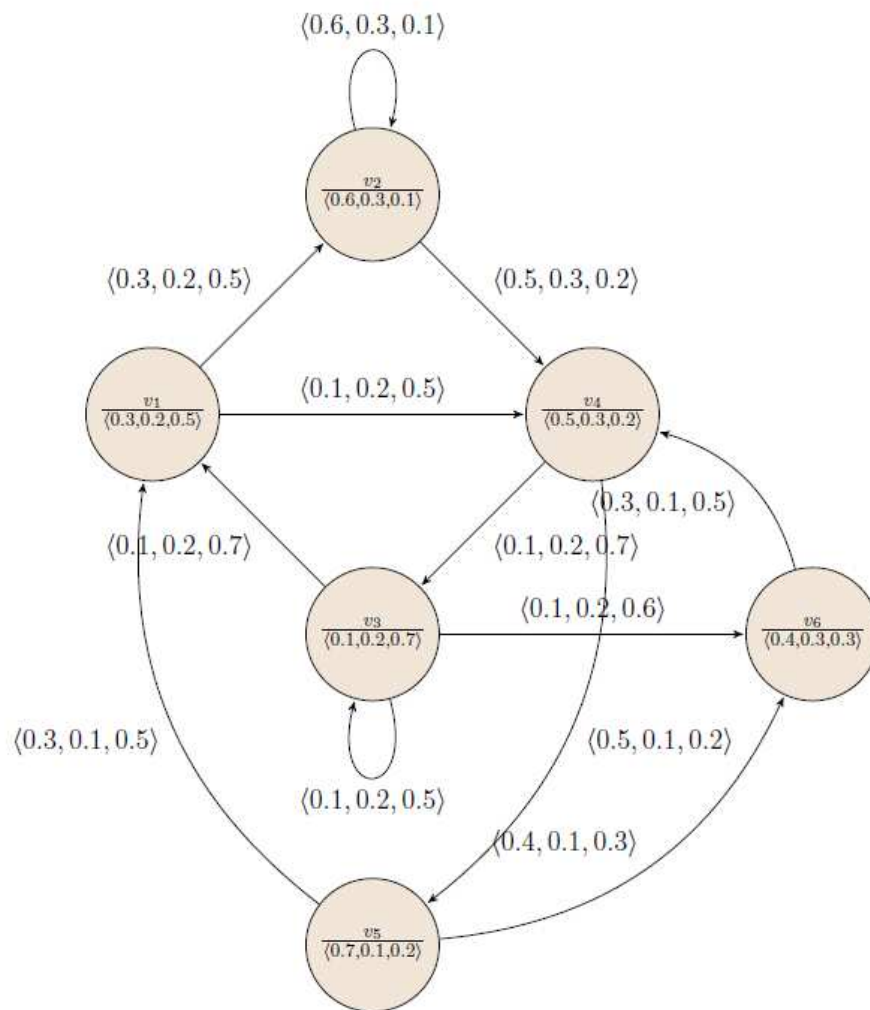 ⟨0.6, 0.3, 0.1⟩
v₂
⟨0.6,0.3,0.1⟩
⟨0.3, 0.2, 0.5⟩
⟨0.5, 0.3, 0.2⟩
v₁
⟨0.3,0.2,0.5⟩
⟨0.1, 0.2, 0.5⟩
v₄
⟨0.5,0.3,0.2⟩
⟨0.3, 0.1, 0.5⟩
⟨0.1, 0.2, 0.7⟩
⟨0.1, 0.2, 0.7⟩
v₃
⟨0.1,0.2,0.7⟩
⟨0.1, 0.2, 0.6⟩
v₆
⟨0.4,0.3,0.3⟩
⟨0.3, 0.1, 0.5⟩
⟨0.5, 0.1, 0.2⟩
⟨0.1, 0.2, 0.5⟩
⟨0.4, 0.1, 0.3⟩
v₅
⟨0.7,0.1,0.2⟩